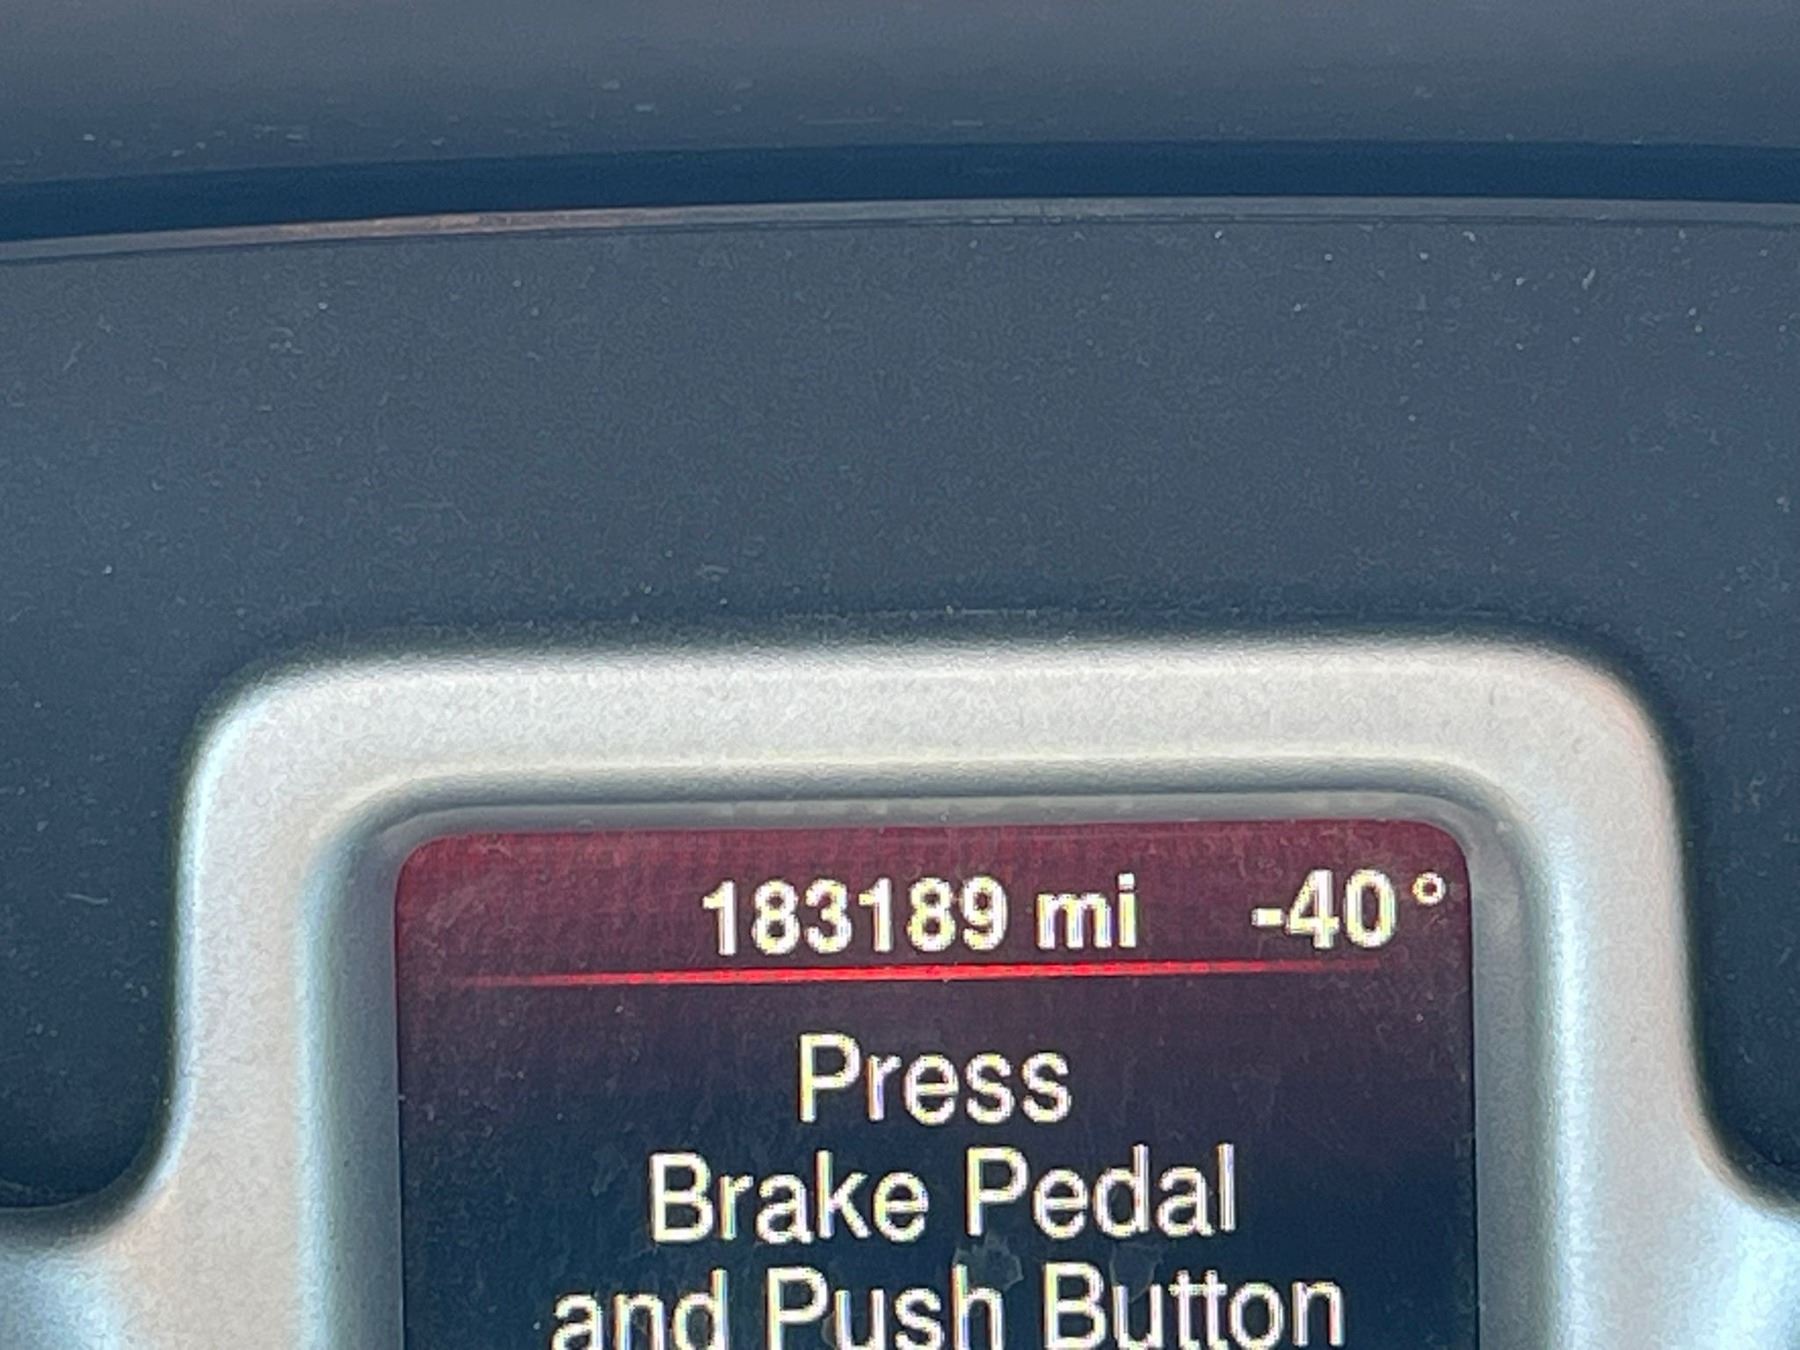 183189 mi -40°
Press
Brake Pedal
and Push Button